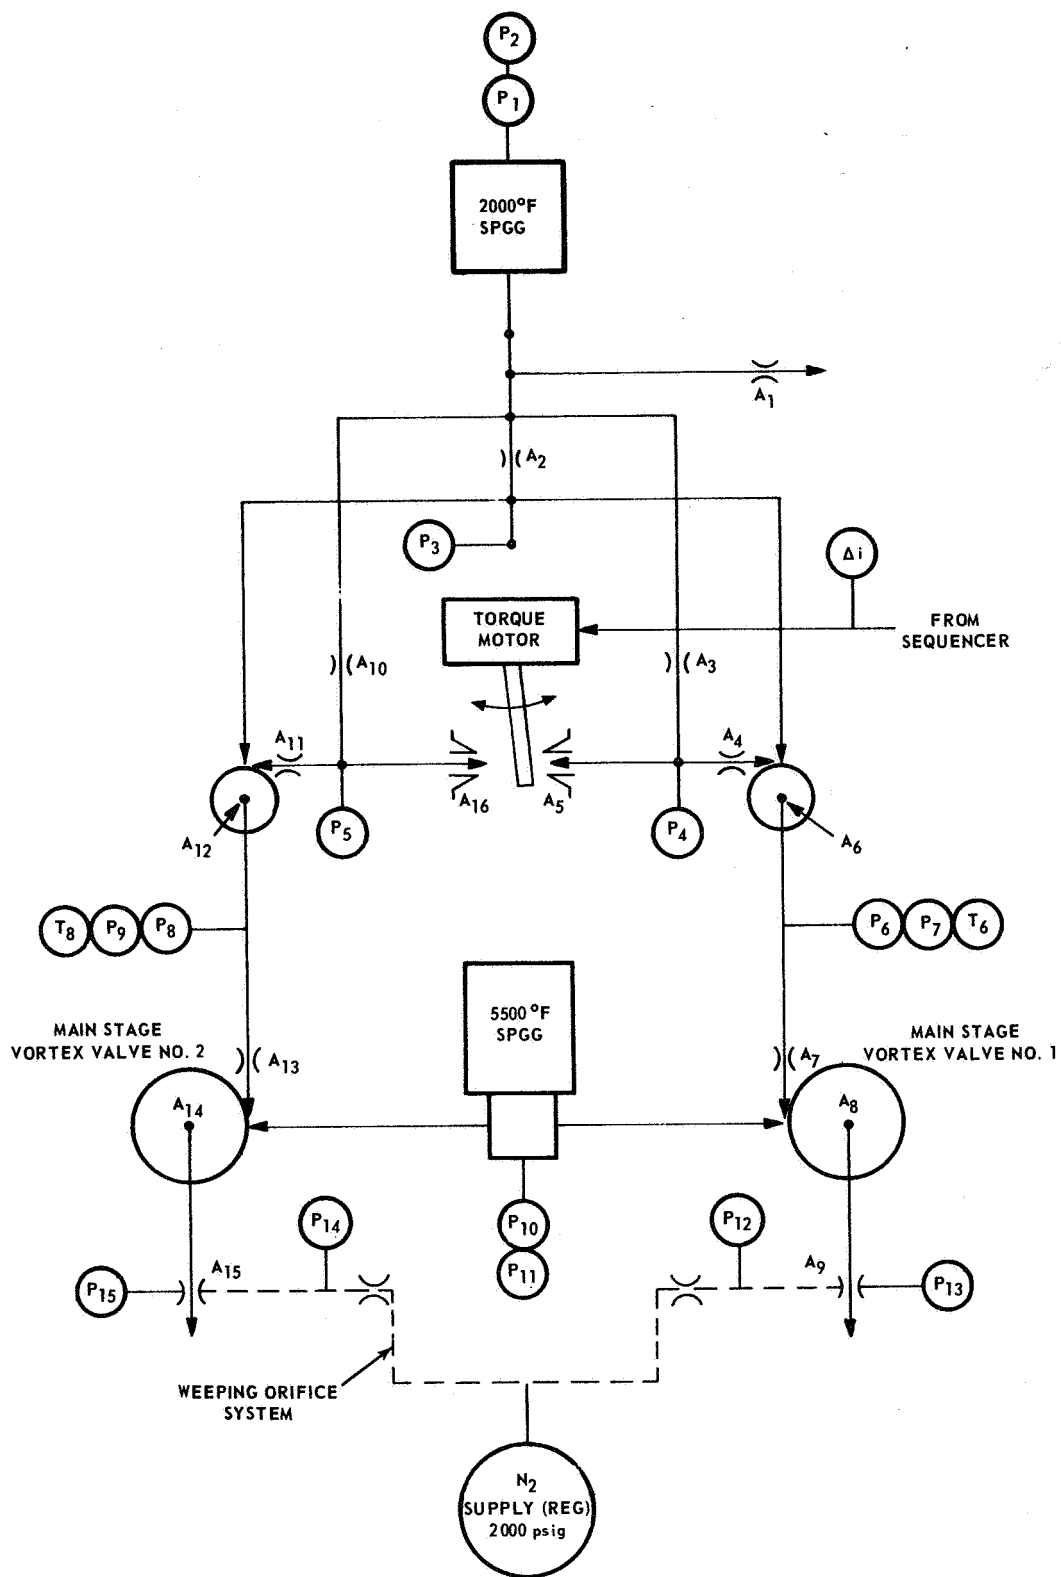 P2
P1
2000°F
SPGG
A1
A2
P3
Δi
TORQUE
MOTOR
FROM
SEQUENCER
A10
A3
A11
A4
A16
A5
P5
P4
A12
A6
T8 P9 P8
P6 P7 T6
5500°F
SPGG
MAIN STAGE
VORTEX VALVE NO. 2
MAIN STAGE
VORTEX VALVE NO. 1
A13
A7
A14
A8
P14
P10
P12
P11
A15
A9
P15
P13
WEEPING ORIFICE
SYSTEM
N2
SUPPLY (REG)
2000 psig